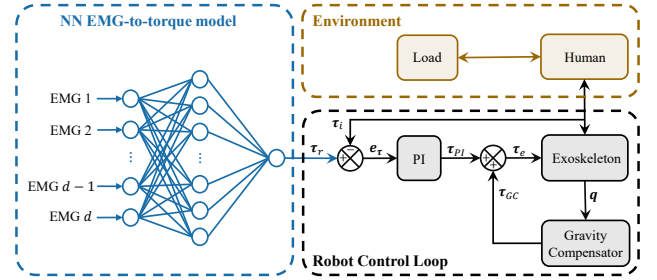 NN EMG-to-torque model
EMG 1
EMG 2
⋮
EMG d − 1
EMG d
⋮
Environment
Load
Human
τi
τr
+
−
eτ
PI
τPI
+
+
τe
Exoskeleton
τGC
q
Gravity
Compensator
Robot Control Loop